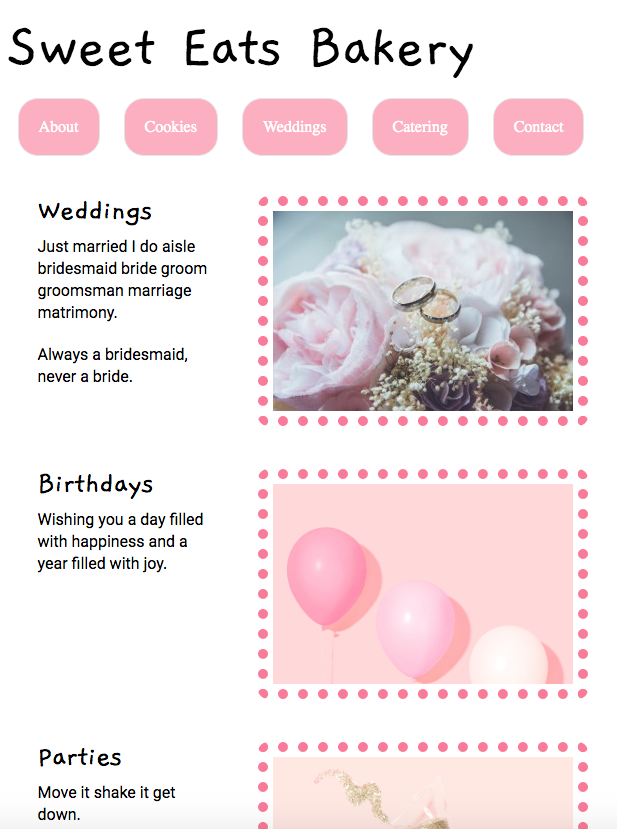 Sweet Eats Bakery
About Cookies Weddings Catering Contact
Weddings
Just married I do aisle
bridesmaid bride groom
groomsman marriage
matrimony.
Always a bridesmaid,
never a bride.
Birthdays
Wishing you a day filled
with happiness and a
year filled with joy.
Parties
Move it shake it get
down.